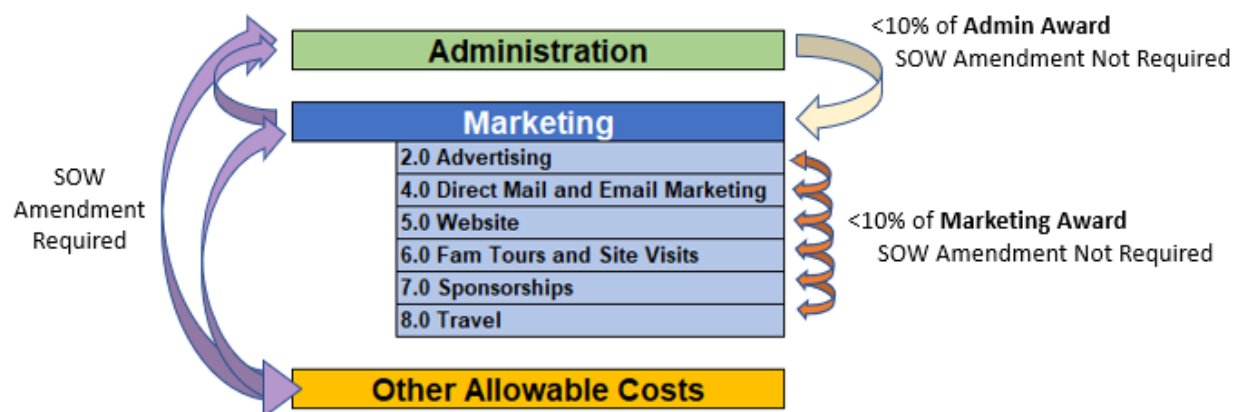 <10% of Admin Award
SOW Amendment Not Required
Administration
Marketing
2.0 Advertising
4.0 Direct Mail and Email Marketing
5.0 Website
6.0 Fam Tours and Site Visits
7.0 Sponsorships
8.0 Travel
SOW
Amendment
Required
<10% of Marketing Award
SOW Amendment Not Required
Other Allowable Costs